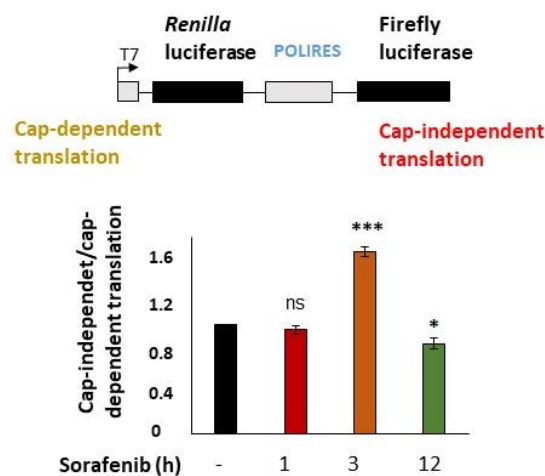 Renilla luciferase
POLIRES
Firefly luciferase
T7
Cap-dependent translation
Cap-independent translation
Cap-independet/cap-
dependent translation
1.6
1.2
0.8
0.4
0
ns
***
*
Sorafenib (h) - 1 3 12